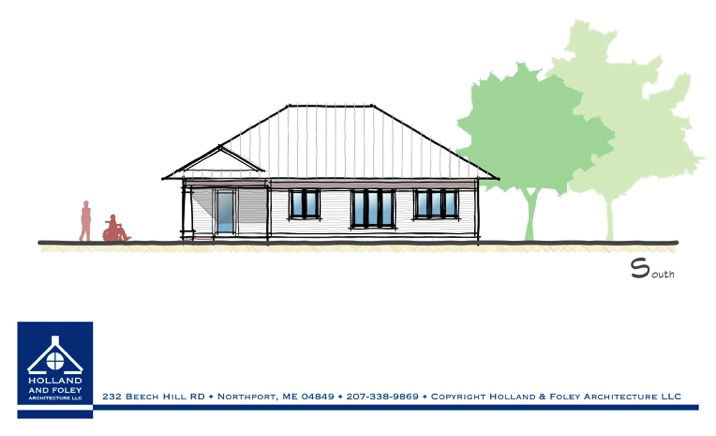 South
HOLLAND
AND FOLEY
ARCHITECTURE LLC
232 BEECH HILL RD • NORTHPORT, ME 04849 • 207-338-9869 • COPYRIGHT HOLLAND & FOLEY ARCHITECTURE LLC